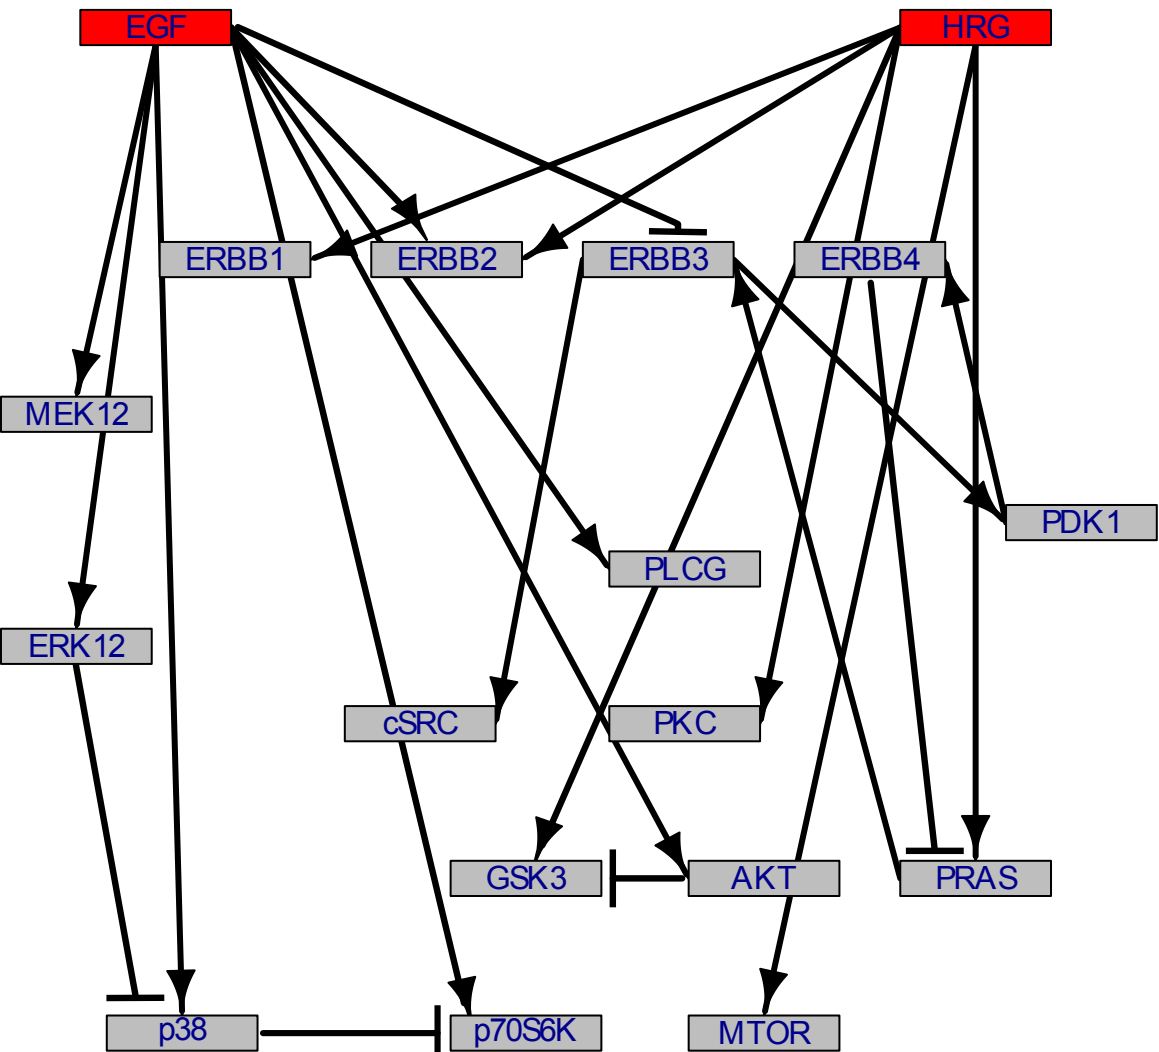 EGF
HRG
ERBB1
ERBB2
ERBB3
ERBB4
MEK12
PDK1
PLCG
ERK12
cSRC
PKC
GSK3
AKT
PRAS
p38
p70S6K
MTOR